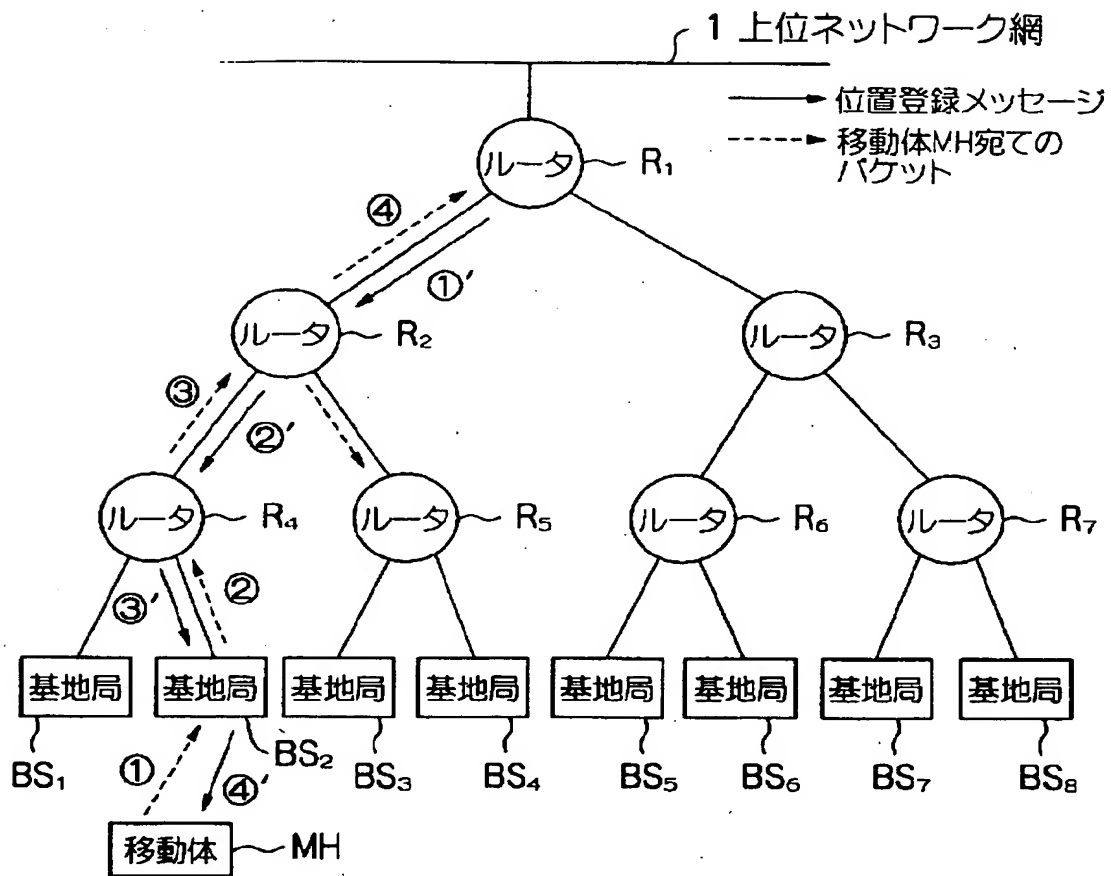 1 上位ネットワーク網
位置登録メッセージ
移動体MH宛ての
パケット
ルータ R₁
④
①′
ルータ R₂
ルータ R₃
③
②′
ルータ R₄
ルータ R₅
ルータ R₆
ルータ R₇
③′
②
基地局 基地局 基地局 基地局 基地局 基地局 基地局 基地局
BS₁ BS₂ BS₃ BS₄ BS₅ BS₆ BS₇ BS₈
①
④′
移動体 MH